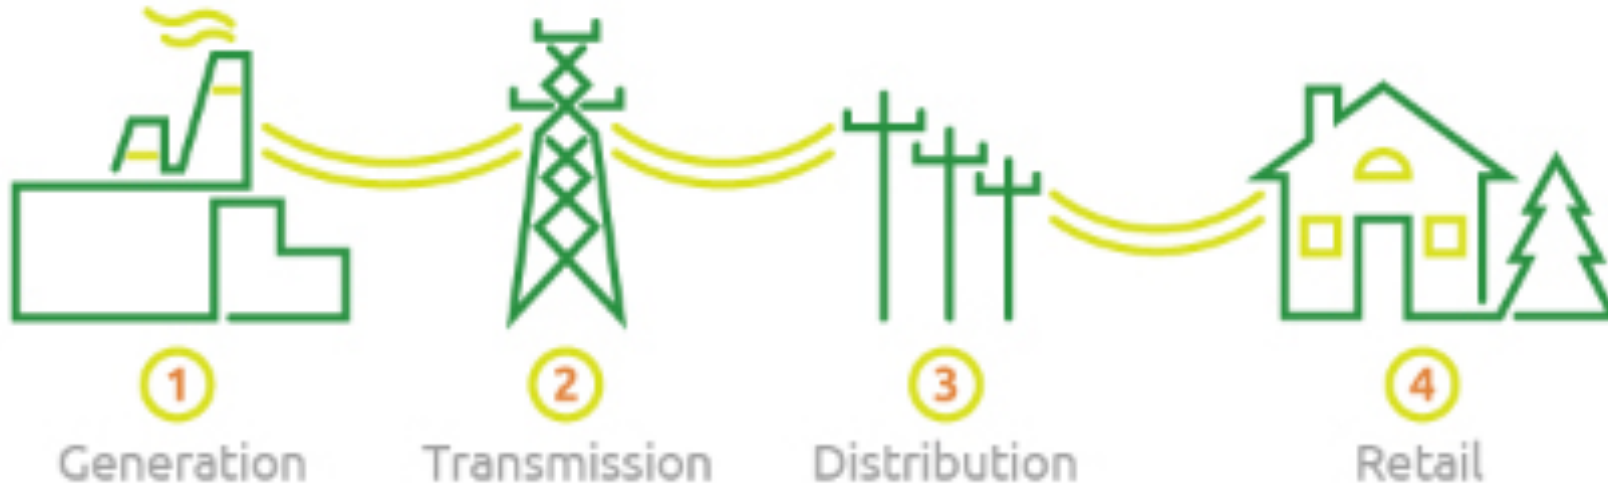 1
Generation
2
Transmission
3
Distribution
4
Retail